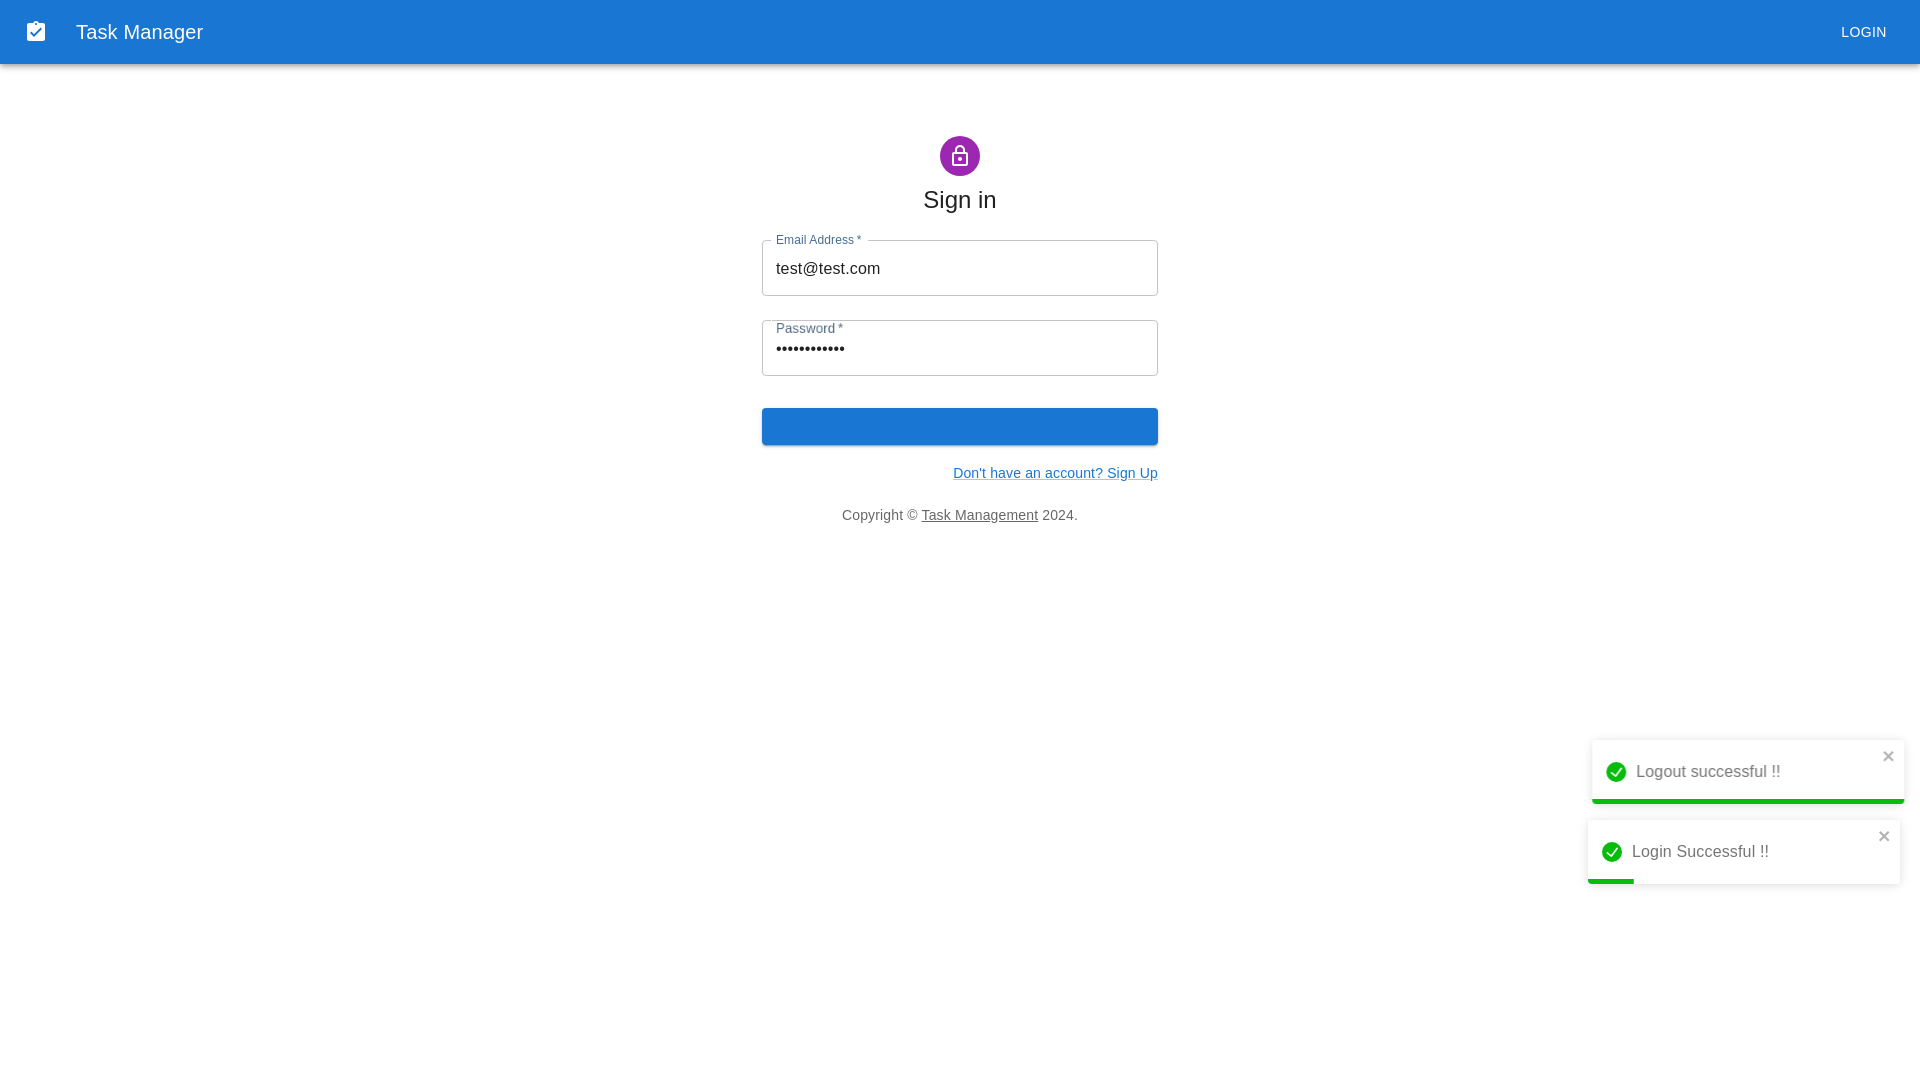 Task Manager
LOGIN
Sign in
Email Address *
test@test.com
Password *
••••••••••••
Don't have an account? Sign Up
Copyright © Task Management 2024.
Logout successful !!
Login Successful !!